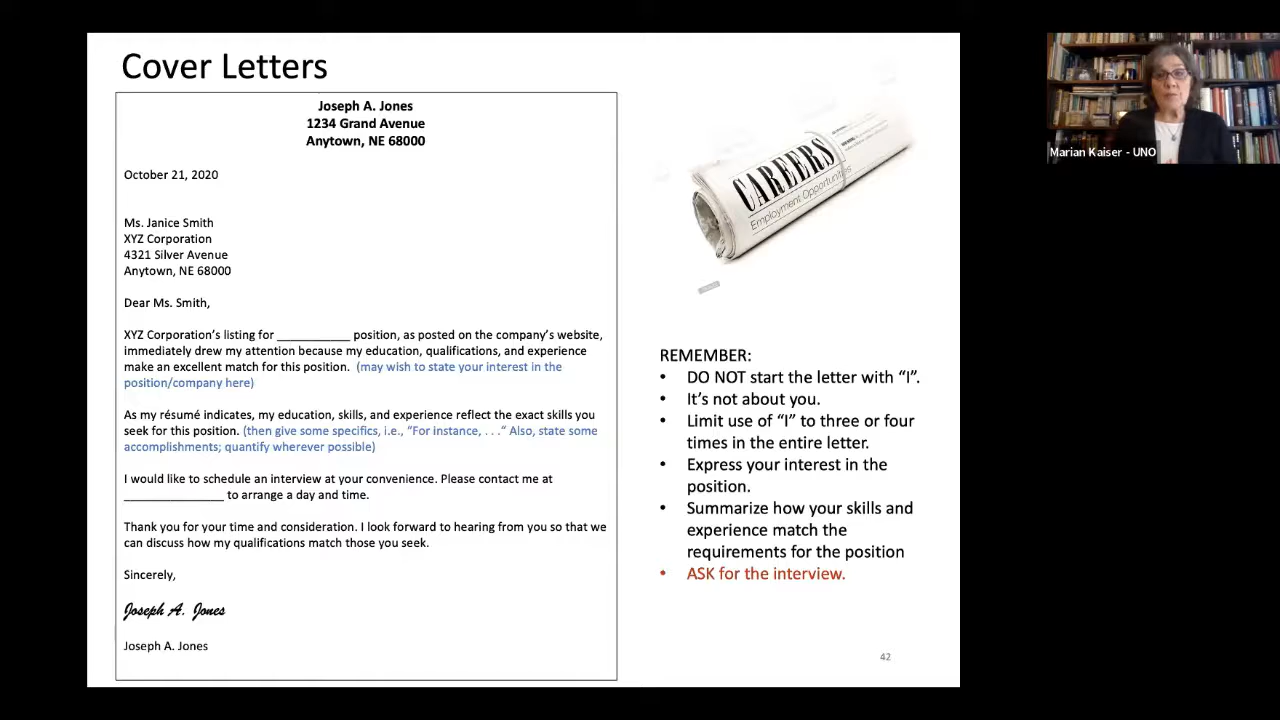 Cover Letters
Joseph A. Jones
1234 Grand Avenue
Anytown, NE 68000
October 21, 2020
Ms. Janice Smith
XYZ Corporation
4321 Silver Avenue
Anytown, NE 68000
Dear Ms. Smith,
XYZ Corporation's listing for ___________ position, as posted on the company's website,
immediately drew my attention because my education, qualifications, and experience
make an excellent match for this position. (may wish to state your interest in the
position/company here)
As my résumé indicates, my education, skills, and experience reflect the exact skills you
seek for this position. (then give some specifics, i.e., "For instance, . . ." Also, state some
accomplishments; quantify wherever possible)
I would like to schedule an interview at your convenience. Please contact me at
_______________ to arrange a day and time.
Thank you for your time and consideration. I look forward to hearing from you so that we
can discuss how my qualifications match those you seek.
Sincerely,
Joseph A. Jones
Joseph A. Jones
CAREERS
Employment Opportunities
REMEMBER:
• DO NOT start the letter with "I".
• It's not about you.
• Limit use of "I" to three or four
times in the entire letter.
• Express your interest in the
position.
• Summarize how your skills and
experience match the
requirements for the position
• ASK for the interview.
42
Marian Kaiser - UNO